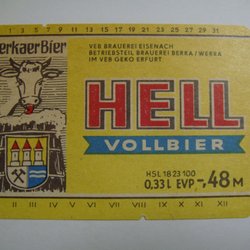 1 3 5 7 9 11 13 15 17 19 21 23 25 27 29 31
erkaerBier
VEB BRAUEREI EISENACH
BETRIEBSTEIL BRAUEREI BERKA/WERRA
IM VEB GEKO ERFURT
HELL
VOLLBIER
HSL 18 23 100
0,33 l EVP -,48 M
II III IV V VI VII VIII IX X XI XII